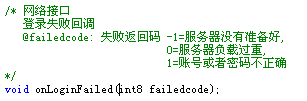 /* 网络接口
登录失败回调
@failedcode: 失败返回码 -1=服务器没有准备好,
0=服务器负载过重,
1=账号或者密码不正确
*/
void onLoginFailed(int8 failedcode);